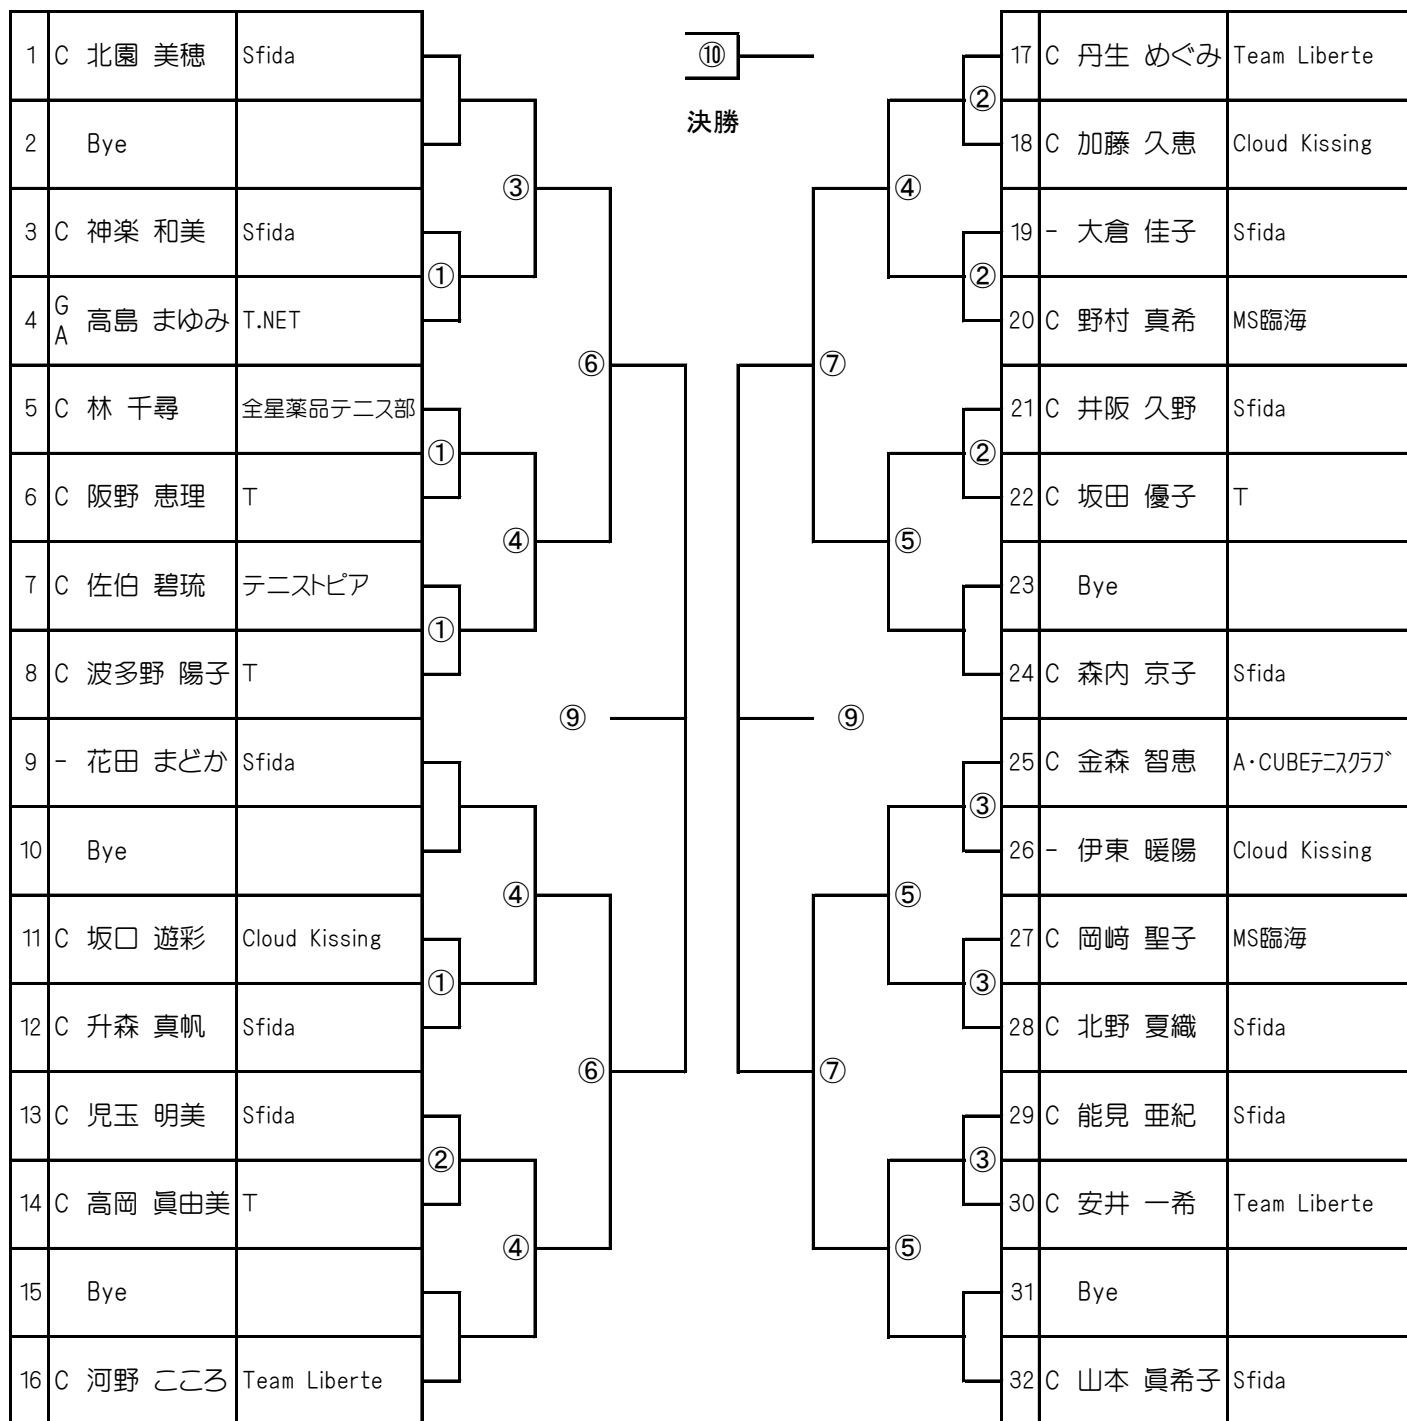 1 C 北園 美穂 Sfida
2 Bye
3 C 神楽 和美 Sfida
4 GA 高島 まゆみ T.NET
5 C 林 千尋 全星薬品テニス部
6 C 阪野 恵理 T
7 C 佐伯 碧琉 テニストピア
8 C 波多野 陽子 T
9 - 花田 まどか Sfida
10 Bye
11 C 坂口 遊彩 Cloud Kissing
12 C 升森 真帆 Sfida
13 C 児玉 明美 Sfida
14 C 高岡 眞由美 T
15 Bye
16 C 河野 こころ Team Liberte
①
①
①
①
②
③
④
④
④
⑥
⑥
⑨
⑩
決勝
⑨
⑦
⑦
④
⑤
⑤
⑤
②
②
②
③
③
③
17 C 丹生 めぐみ Team Liberte
18 C 加藤 久恵 Cloud Kissing
19 - 大倉 佳子 Sfida
20 C 野村 真希 MS臨海
21 C 井阪 久野 Sfida
22 C 坂田 優子 T
23 Bye
24 C 森内 京子 Sfida
25 C 金森 智恵 A・CUBEテニスクラブ
26 - 伊東 暖陽 Cloud Kissing
27 C 岡﨑 聖子 MS臨海
28 C 北野 夏織 Sfida
29 C 能見 亜紀 Sfida
30 C 安井 一希 Team Liberte
31 Bye
32 C 山本 眞希子 Sfida